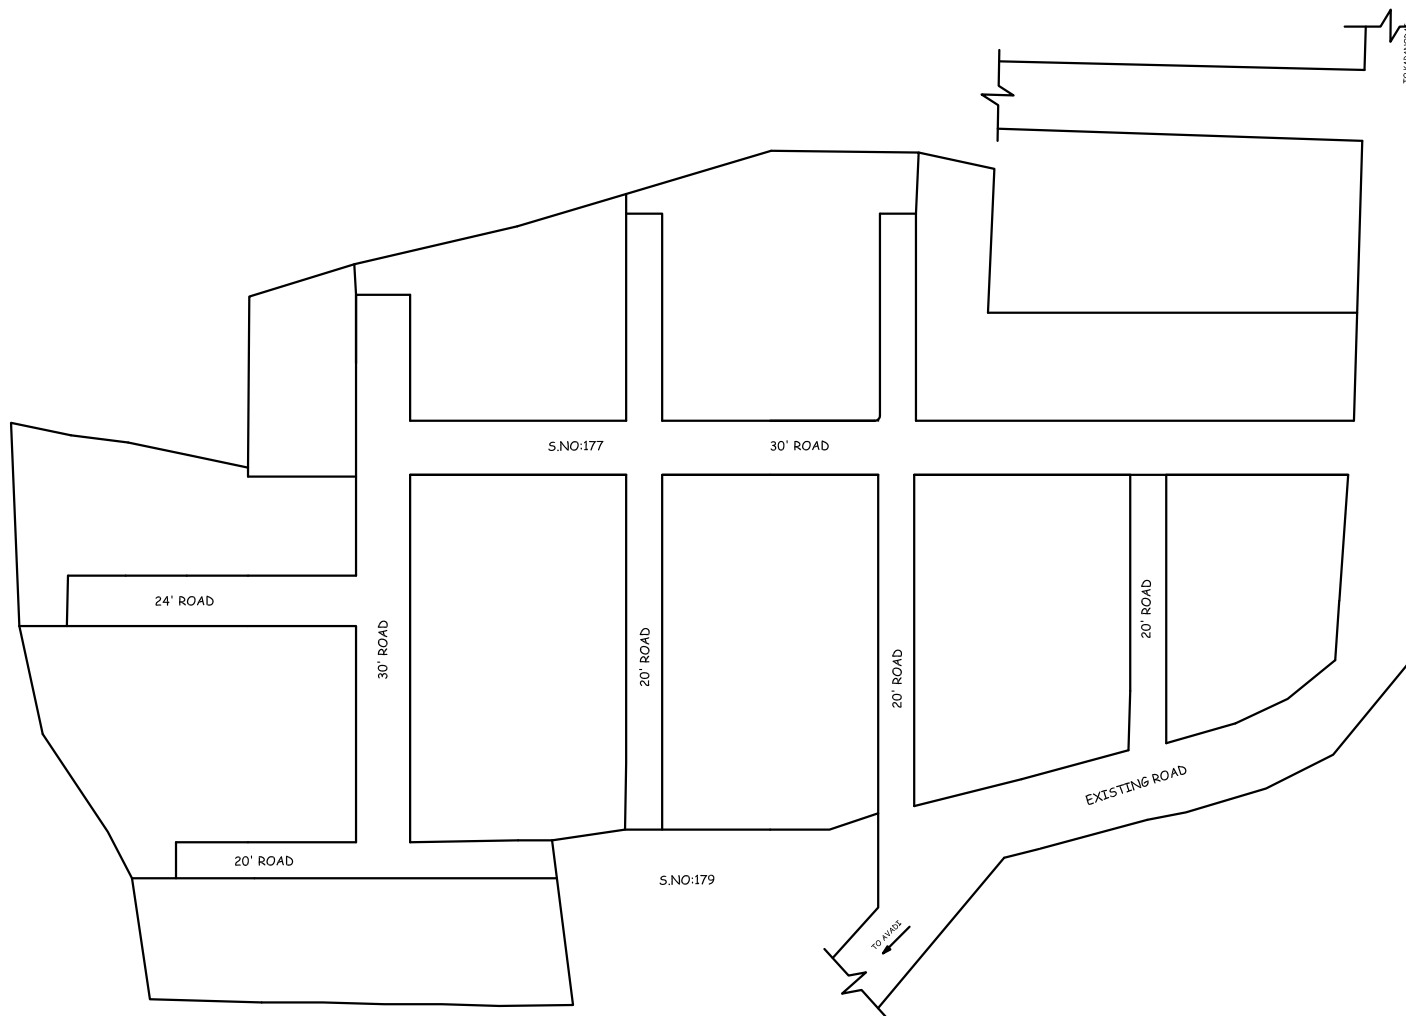 S.NO:177
30' ROAD
24' ROAD
30' ROAD
20' ROAD
20' ROAD
20' ROAD
EXISTING ROAD
20' ROAD
S.NO:179
TO AVADI